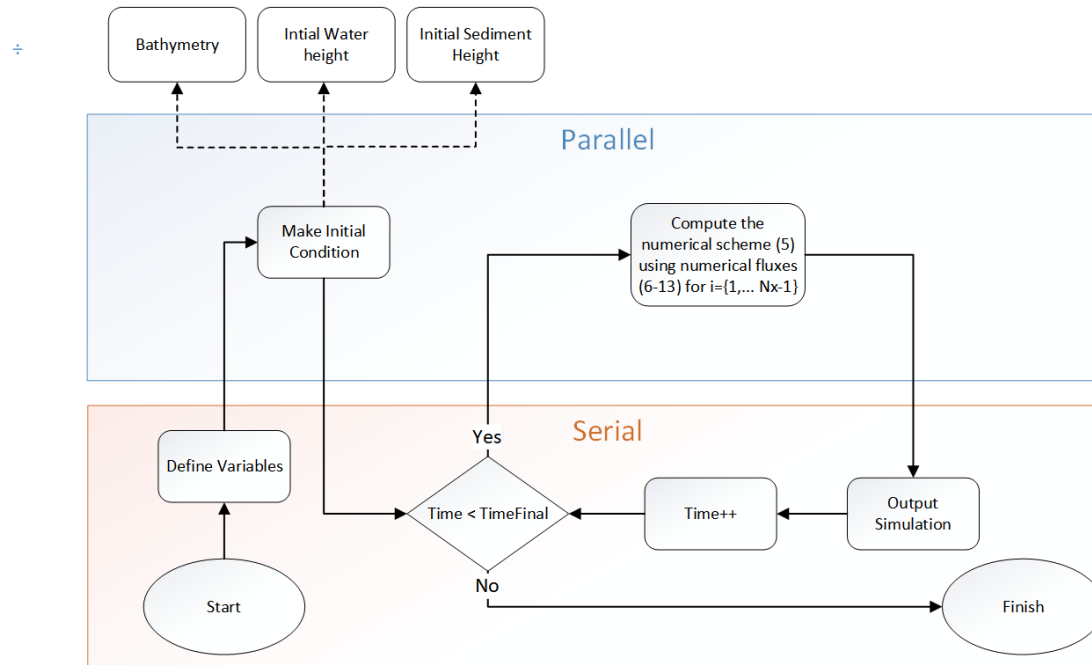 ÷
Bathymetry
Intial Water
height
Initial Sediment
Height
Parallel
Make Initial
Condition
Compute the
numerical scheme (5)
using numerical fluxes
(6-13) for i={1,... Nx-1}
Serial
Yes
Define Variables
Time < TimeFinal
Time++
Output
Simulation
No
Start
Finish